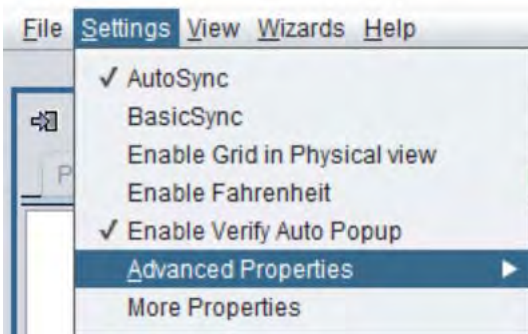 File Settings View Wizards Help
✓ AutoSync
BasicSync
Enable Grid in Physical view
Enable Fahrenheit
P
✓ Enable Verify Auto Popup
Advanced Properties
More Properties